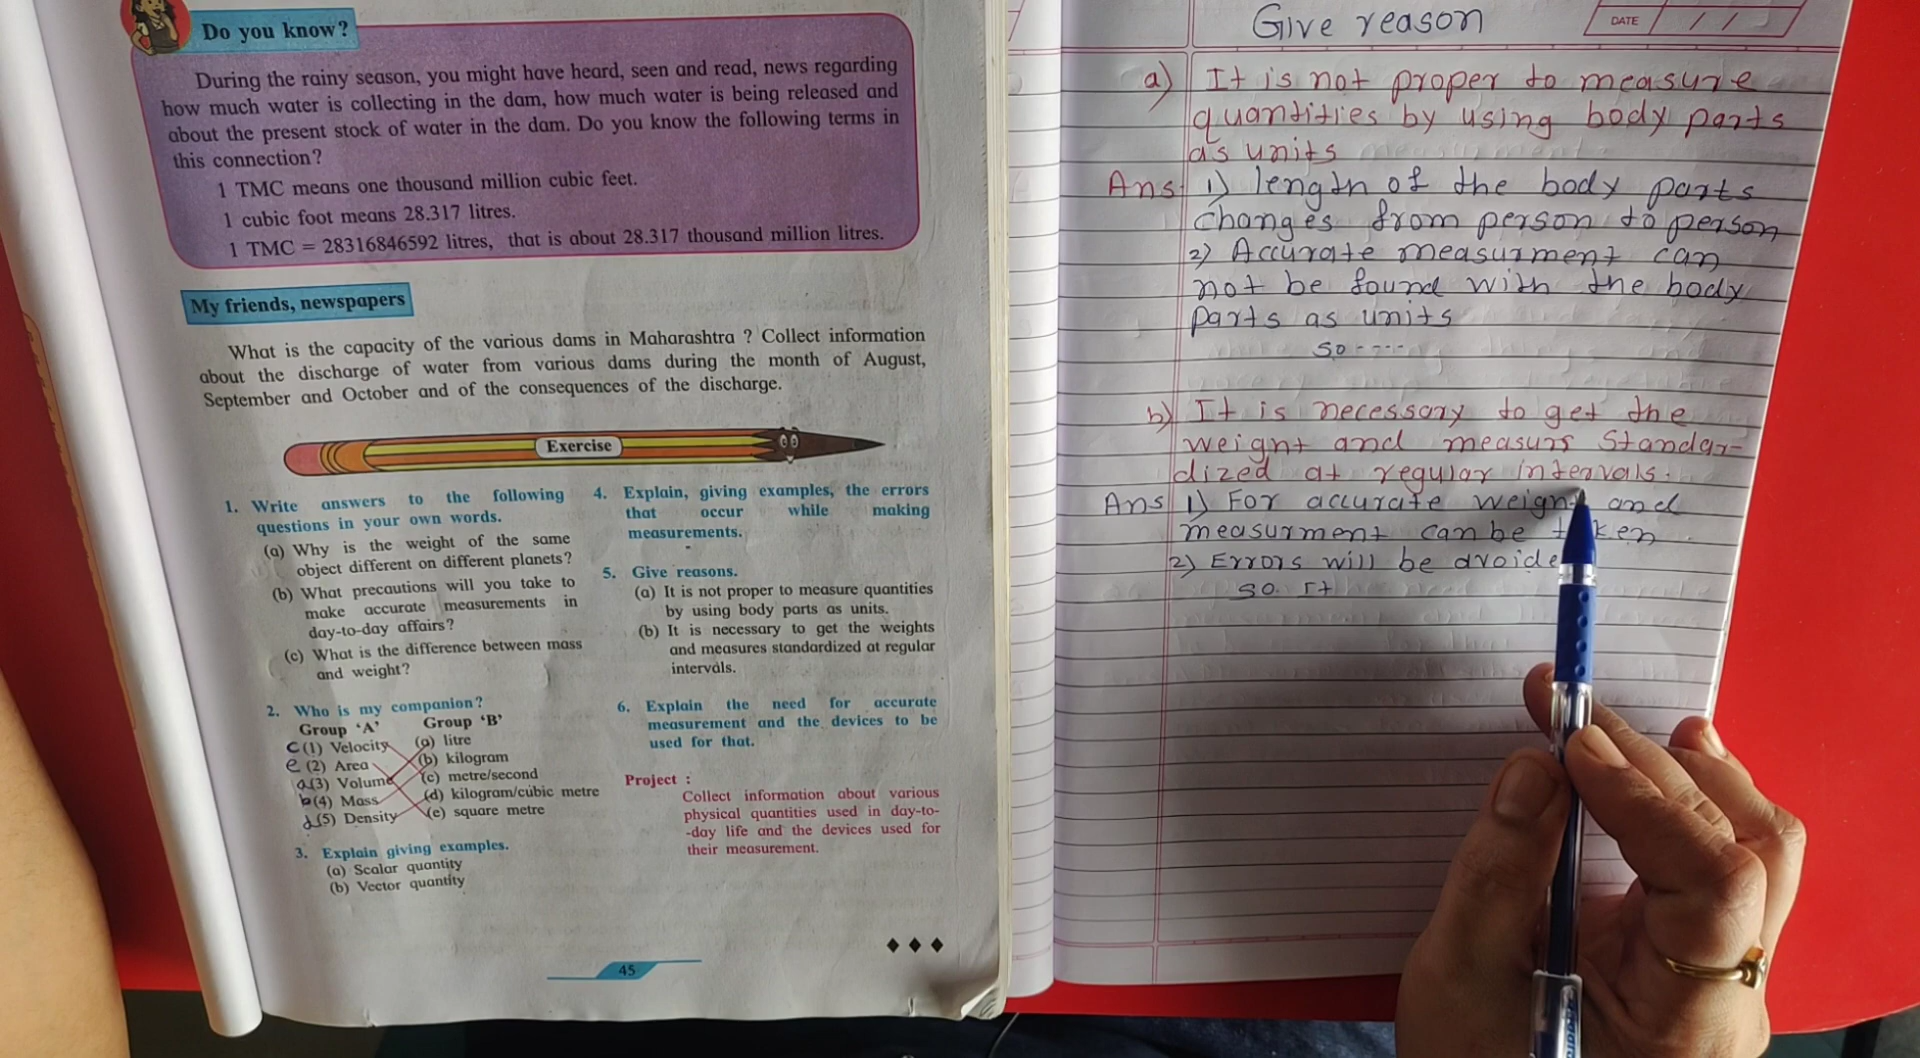 Do you know?
During the rainy season, you might have heard, seen and read, news regarding
how much water is collecting in the dam, how much water is being released and
about the present stock of water in the dam. Do you know the following terms in
this connection?
1 TMC means one thousand million cubic feet.
1 cubic foot means 28.317 litres.
1 TMC = 28316846592 litres, that is about 28.317 thousand million litres.
My friends, newspapers
What is the capacity of the various dams in Maharashtra ? Collect information
about the discharge of water from various dams during the month of August,
September and October and of the consequences of the discharge.
Exercise
1. Write answers to the following
questions in your own words.
(a) Why is the weight of the same
object different on different planets?
(b) What precautions will you take to
make accurate measurements in
day-to-day affairs?
(c) What is the difference between mass
and weight?
2. Who is my companion?
Group 'A' Group 'B'
c (1) Velocity (a) litre
e (2) Area (b) kilogram
a (3) Volume (c) metre/second
b (4) Mass (d) kilogram/cubic metre
d (5) Density (e) square metre
3. Explain giving examples.
(a) Scalar quantity
(b) Vector quantity
4. Explain, giving examples, the errors
that occur while making
measurements.
5. Give reasons.
(a) It is not proper to measure quantities
by using body parts as units.
(b) It is necessary to get the weights
and measures standardized at regular
intervals.
6. Explain the need for accurate
measurement and the devices to be
used for that.
Project :
Collect information about various
physical quantities used in day-to-
-day life and the devices used for
their measurement.
45
Give reason
DATE / /
a) It is not proper to measure
quantities by using body parts
as units
Ans 1) length of the body parts
changes from person to person
2) Accurate measurment can
not be found with the body
parts as units
so ----
b) It is necessary to get the
weight and measurs Standar-
dized at regular intervals.
Ans 1) For accurate weight and
measurment can be
2) Errors will be
so. It